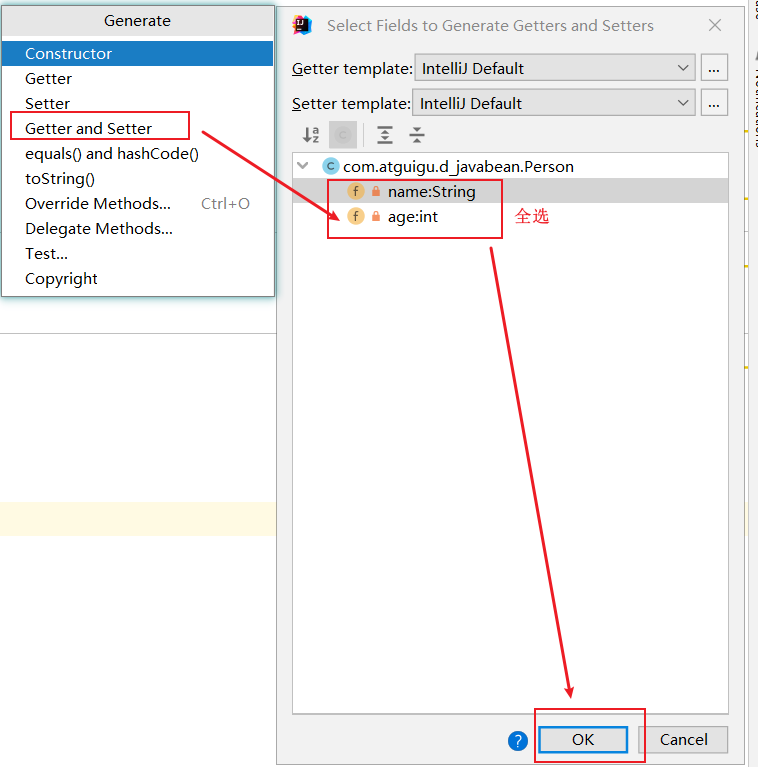 Generate
Constructor
Getter
Setter
Getter and Setter
equals() and hashCode()
toString()
Override Methods... Ctrl+O
Delegate Methods...
Test...
Copyright
Select Fields to Generate Getters and Setters
Getter template: IntelliJ Default ...
Setter template: IntelliJ Default ...
com.atguigu.d_javabean.Person
f name:String
f age:int
全选
? OK Cancel